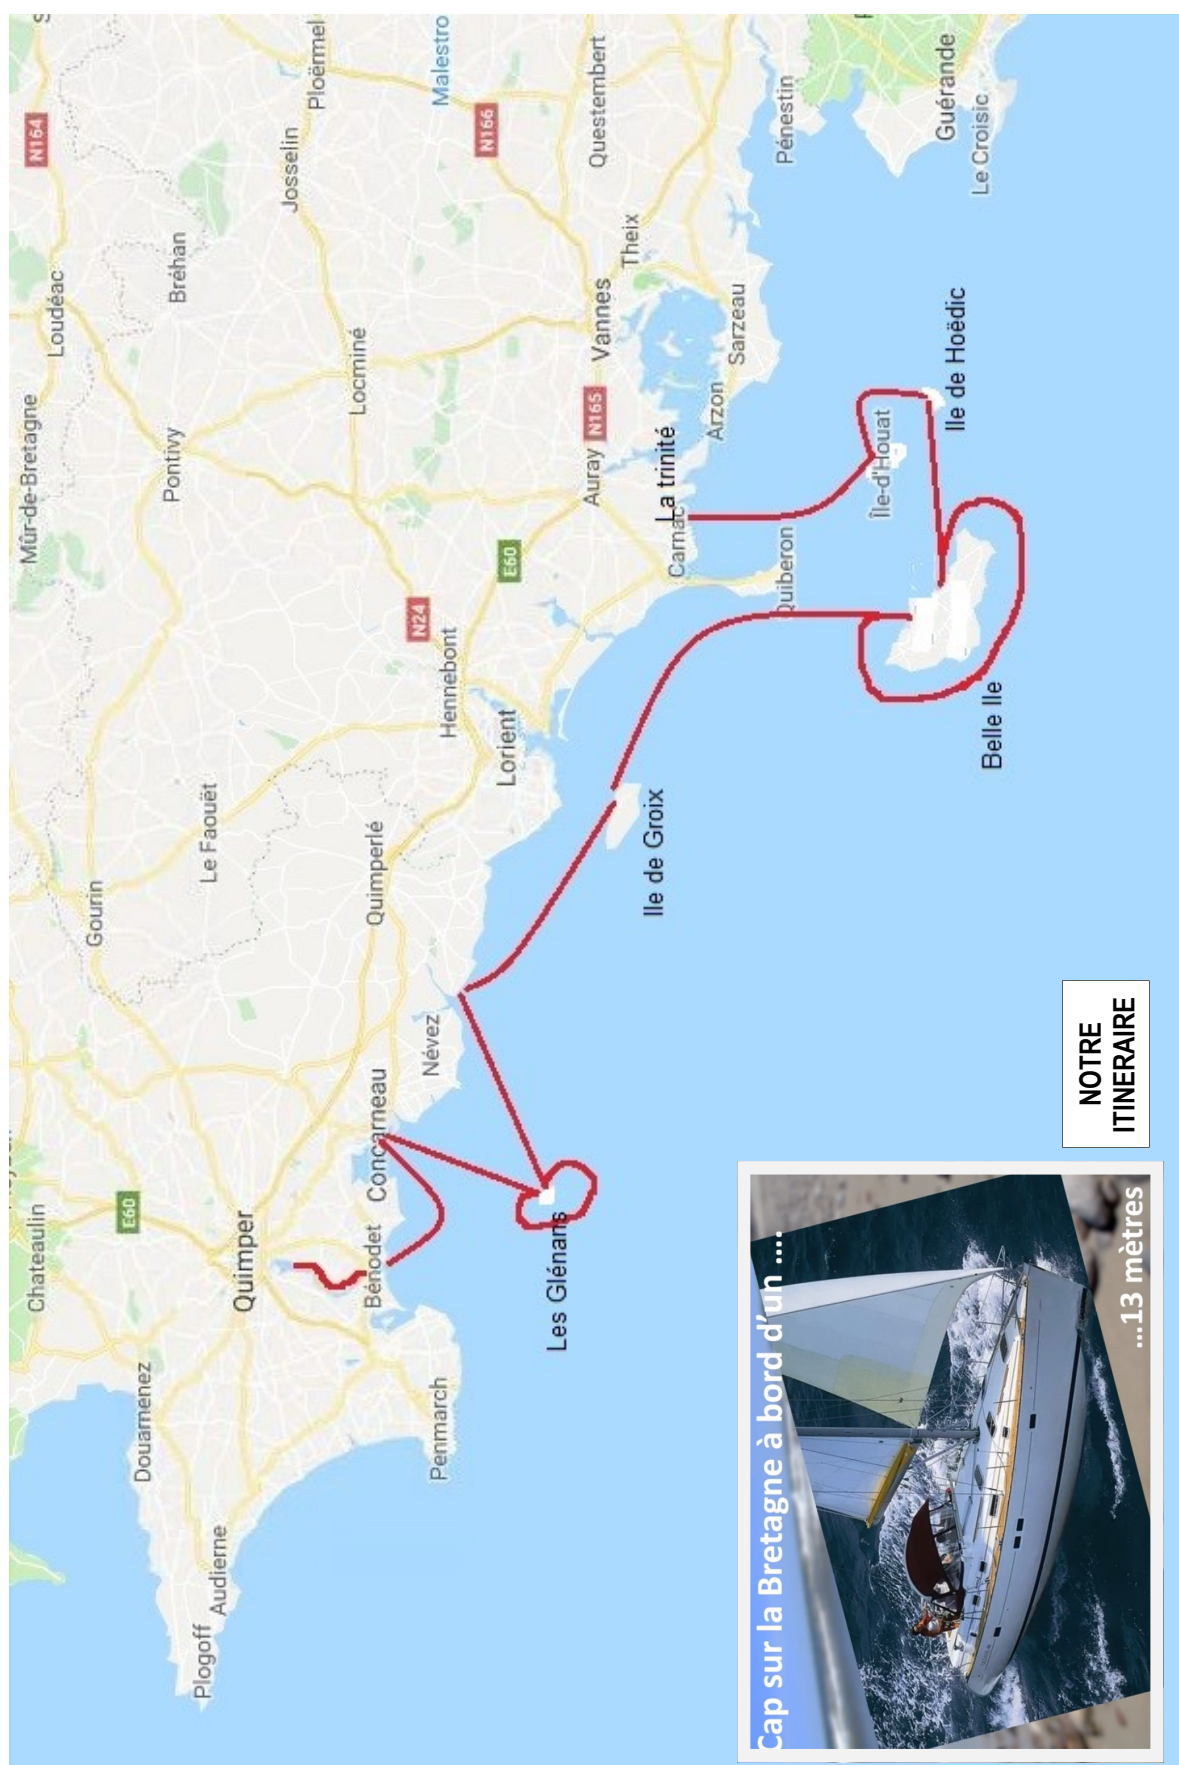 Chateaulin
Mûr-de-Bretagne
Loudéac
N164
Gourin
E60
Douarnenez
Pontivy
Bréhan
Plogoff
Audierne
Quimper
Le Faouët
Josselin
Ploërmel
Bénodet
Concarneau
Quimperlé
Locminé
Penmarch
Névez
Hennebont
N24
Malestro
Lorient
E60
N166
Les Glénans
Auray
N165
Vannes
Questembert
Theix
Ile de Groix
Carnac
La trinité
Arzon
Sarzeau
Quiberon
Pénestin
Île-d'Houat
Guérande
Ile de Hoëdic
Le Croisic
Belle Ile
Cap sur la Bretagne à bord d'un ....
...13 mètres
NOTRE
ITINERAIRE